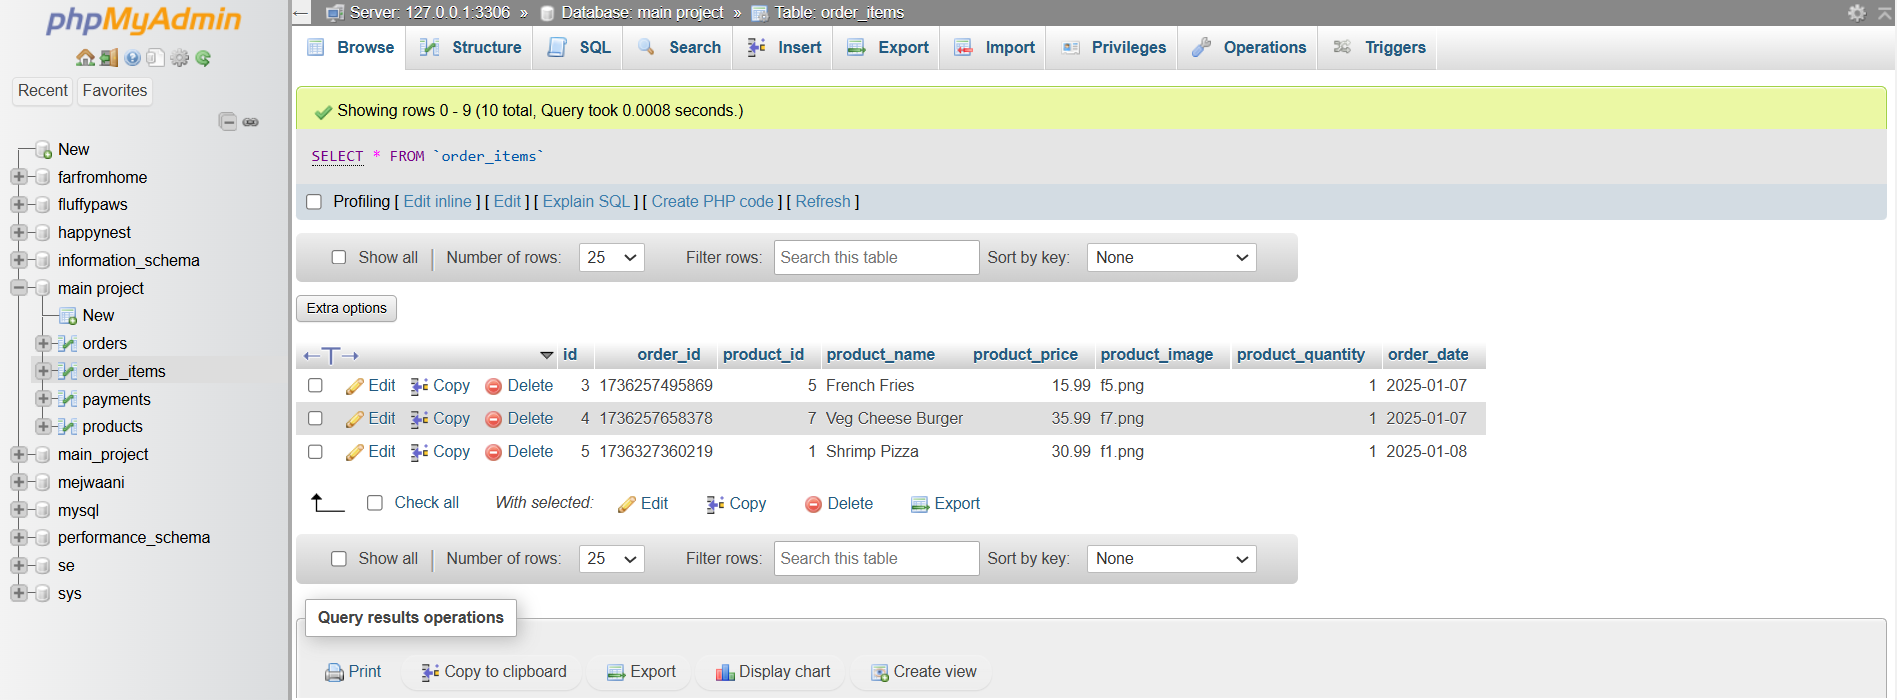 phpMyAdmin
Recent Favorites
New
farfromhome
fluffypaws
happynest
information_schema
main project
New
orders
order_items
payments
products
main_project
mejwaani
mysql
performance_schema
se
sys
Server: 127.0.0.1:3306 » Database: main project » Table: order_items
Browse Structure SQL Search Insert Export Import Privileges Operations Triggers
Showing rows 0 - 9 (10 total, Query took 0.0008 seconds.)
SELECT * FROM `order_items`
Profiling [ Edit inline ] [ Edit ] [ Explain SQL ] [ Create PHP code ] [ Refresh ]
Show all | Number of rows: 25 Filter rows: Search this table Sort by key: None
Extra options
←T→ id order_id product_id product_name product_price product_image product_quantity order_date
Edit Copy Delete 3 1736257495869 5 French Fries 15.99 f5.png 1 2025-01-07
Edit Copy Delete 4 1736257658378 7 Veg Cheese Burger 35.99 f7.png 1 2025-01-07
Edit Copy Delete 5 1736327360219 1 Shrimp Pizza 30.99 f1.png 1 2025-01-08
Check all With selected: Edit Copy Delete Export
Show all | Number of rows: 25 Filter rows: Search this table Sort by key: None
Query results operations
Print Copy to clipboard Export Display chart Create view